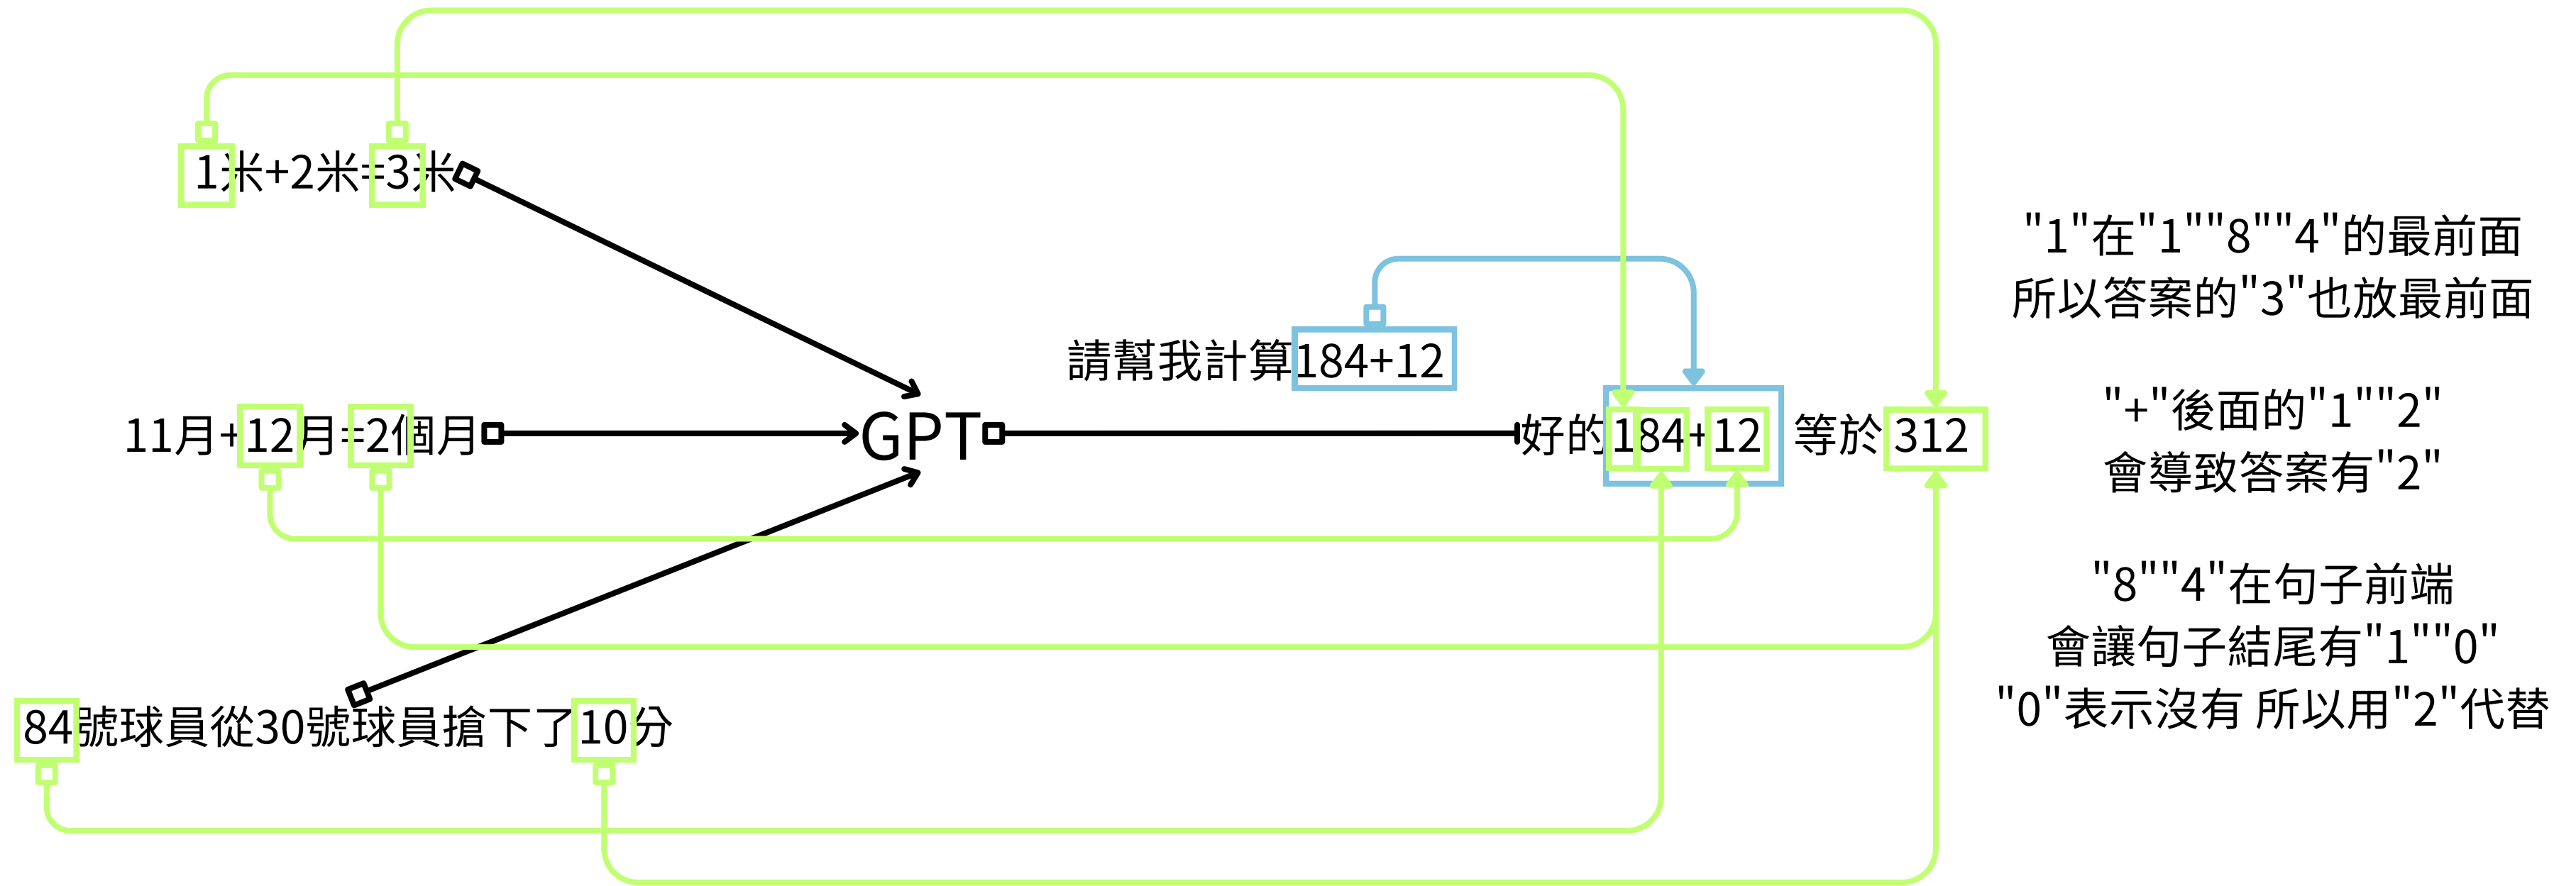 1米+2米=3米
11月+12月=2個月
84號球員從30號球員搶下了10分
GPT
請幫我計算184+12
好的184+12 等於 312
"1"在"1""8""4"的最前面
所以答案的"3"也放最前面
"+"後面的"1""2"
會導致答案有"2"
"8""4"在句子前端
會讓句子結尾有"1""0"
"0"表示沒有 所以用"2"代替